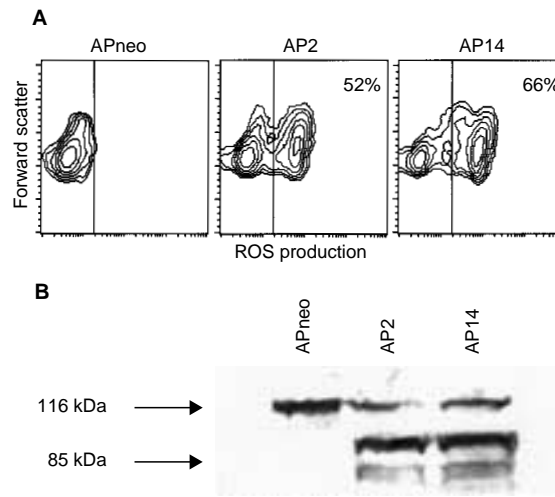 A
APneo AP2 AP14
52% 66%
Forward scatter
ROS production
B
APneo
AP2
AP14
116 kDa
85 kDa